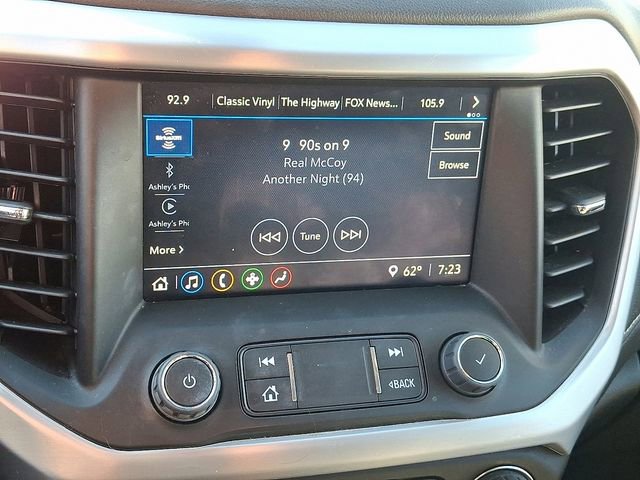 92.9 Classic Vinyl The Highway FOX News... 105.9
SiriusXM
9 90s on 9
Real McCoy
Another Night (94)
Sound
Browse
Ashley's Pho
Ashley's Pho
More >
Tune
62° 7:23
BACK